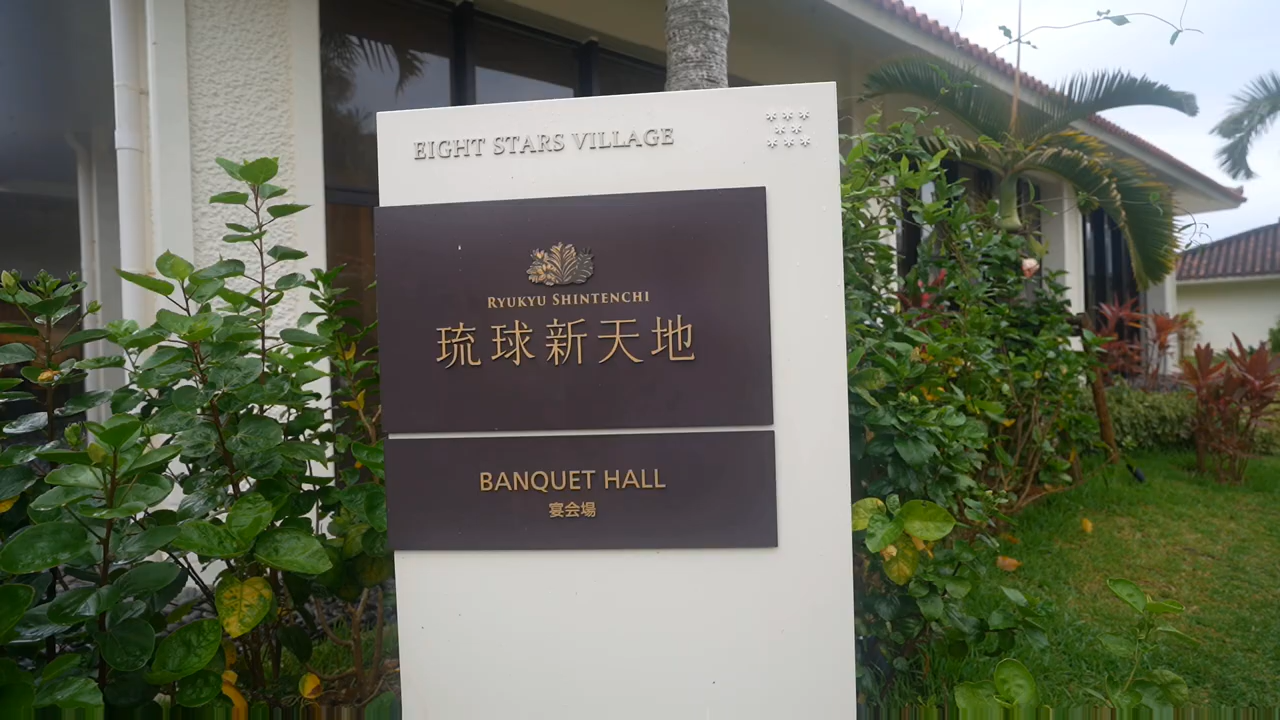 EIGHT STARS VILLAGE
RYUKYU SHINTENCHI
琉球新天地
BANQUET HALL
宴会場